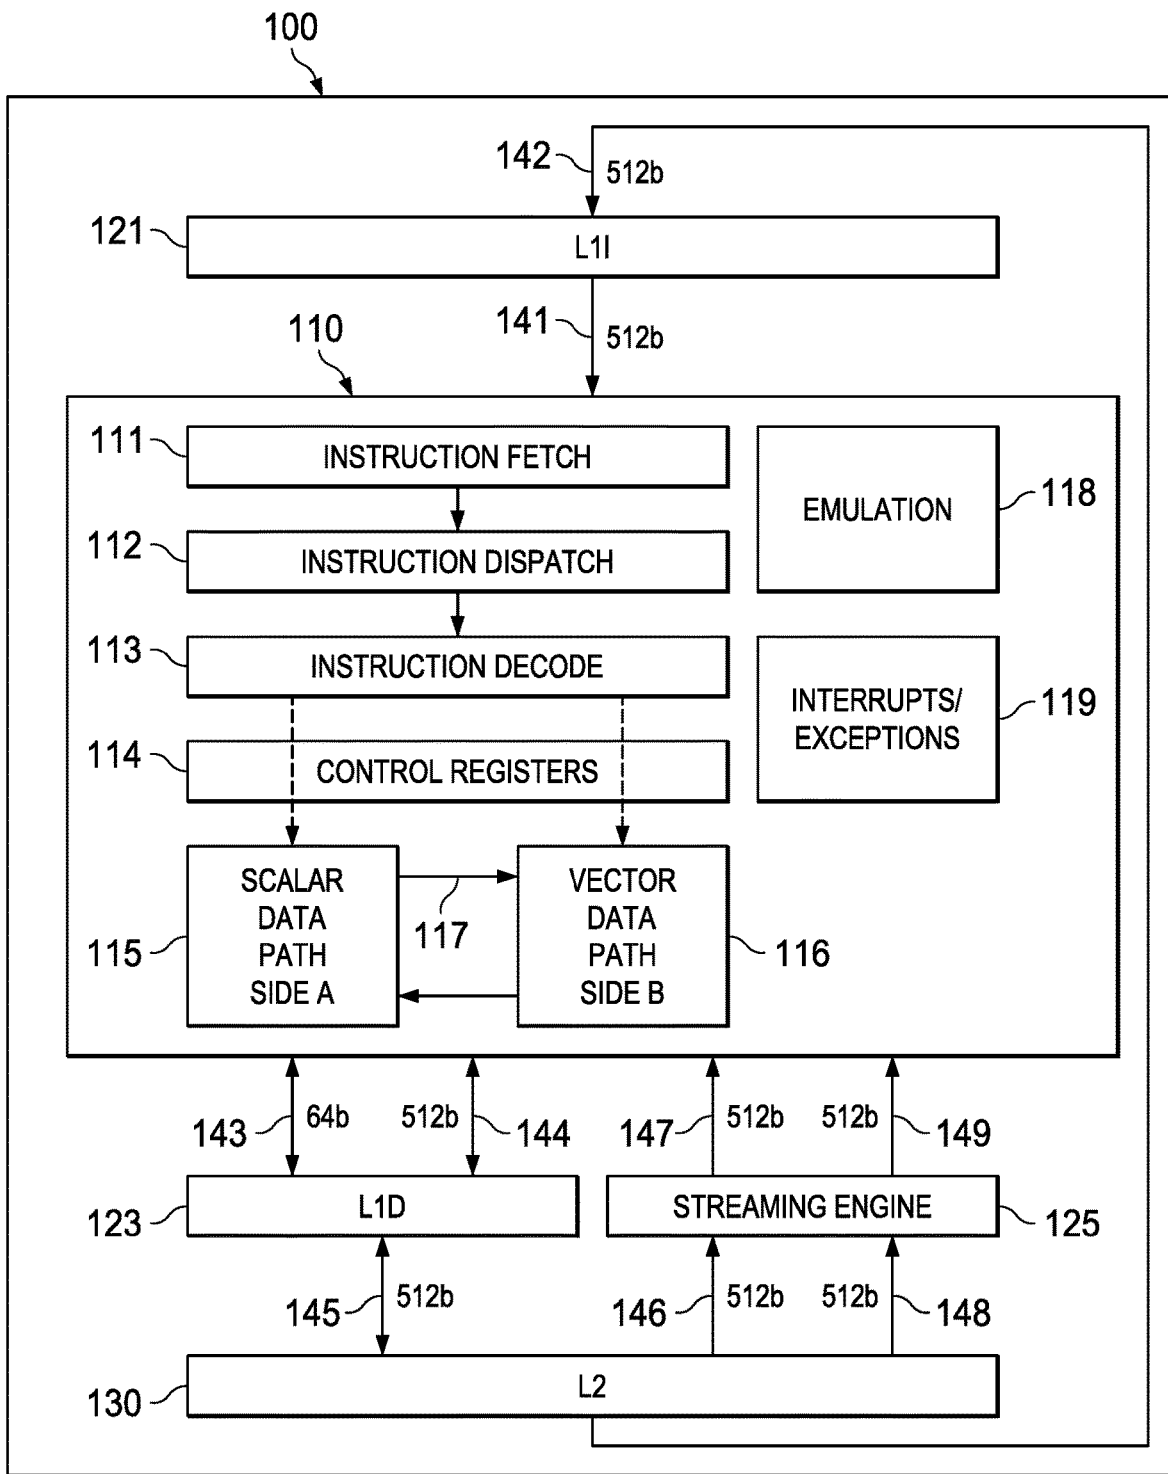 100
142
512b
121
L1I
110
141
512b
111
INSTRUCTION FETCH
EMULATION
118
112
INSTRUCTION DISPATCH
113
INSTRUCTION DECODE
INTERRUPTS/
EXCEPTIONS
119
114
CONTROL REGISTERS
SCALAR
DATA
PATH
SIDE A
115
117
VECTOR
DATA
PATH
SIDE B
116
143
64b
512b
144
147
512b
512b
149
123
L1D
STREAMING ENGINE
125
145
512b
146
512b
512b
148
130
L2